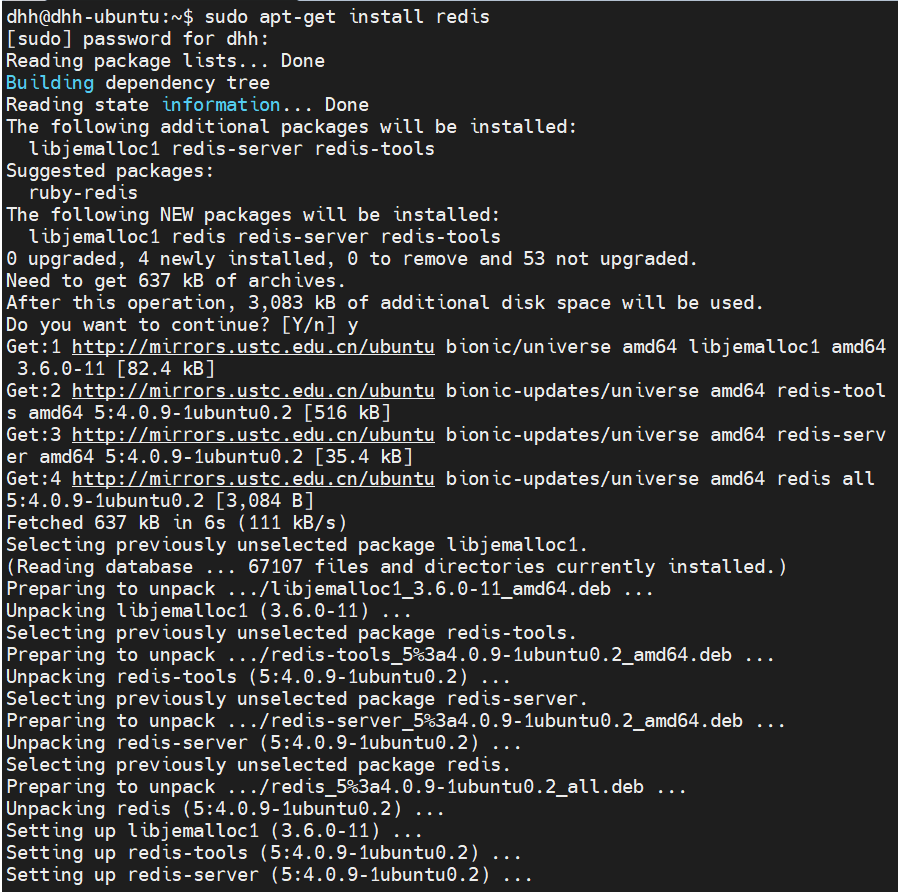 dhh@dhh-ubuntu:~$ sudo apt-get install redis
[sudo] password for dhh:
Reading package lists... Done
Building dependency tree
Reading state information... Done
The following additional packages will be installed:
  libjemalloc1 redis-server redis-tools
Suggested packages:
  ruby-redis
The following NEW packages will be installed:
  libjemalloc1 redis redis-server redis-tools
0 upgraded, 4 newly installed, 0 to remove and 53 not upgraded.
Need to get 637 kB of archives.
After this operation, 3,083 kB of additional disk space will be used.
Do you want to continue? [Y/n] y
Get:1 http://mirrors.ustc.edu.cn/ubuntu bionic/universe amd64 libjemalloc1 amd64
 3.6.0-11 [82.4 kB]
Get:2 http://mirrors.ustc.edu.cn/ubuntu bionic-updates/universe amd64 redis-tool
s amd64 5:4.0.9-1ubuntu0.2 [516 kB]
Get:3 http://mirrors.ustc.edu.cn/ubuntu bionic-updates/universe amd64 redis-serv
er amd64 5:4.0.9-1ubuntu0.2 [35.4 kB]
Get:4 http://mirrors.ustc.edu.cn/ubuntu bionic-updates/universe amd64 redis all
5:4.0.9-1ubuntu0.2 [3,084 B]
Fetched 637 kB in 6s (111 kB/s)
Selecting previously unselected package libjemalloc1.
(Reading database ... 67107 files and directories currently installed.)
Preparing to unpack .../libjemalloc1_3.6.0-11_amd64.deb ...
Unpacking libjemalloc1 (3.6.0-11) ...
Selecting previously unselected package redis-tools.
Preparing to unpack .../redis-tools_5%3a4.0.9-1ubuntu0.2_amd64.deb ...
Unpacking redis-tools (5:4.0.9-1ubuntu0.2) ...
Selecting previously unselected package redis-server.
Preparing to unpack .../redis-server_5%3a4.0.9-1ubuntu0.2_amd64.deb ...
Unpacking redis-server (5:4.0.9-1ubuntu0.2) ...
Selecting previously unselected package redis.
Preparing to unpack .../redis_5%3a4.0.9-1ubuntu0.2_all.deb ...
Unpacking redis (5:4.0.9-1ubuntu0.2) ...
Setting up libjemalloc1 (3.6.0-11) ...
Setting up redis-tools (5:4.0.9-1ubuntu0.2) ...
Setting up redis-server (5:4.0.9-1ubuntu0.2) ...